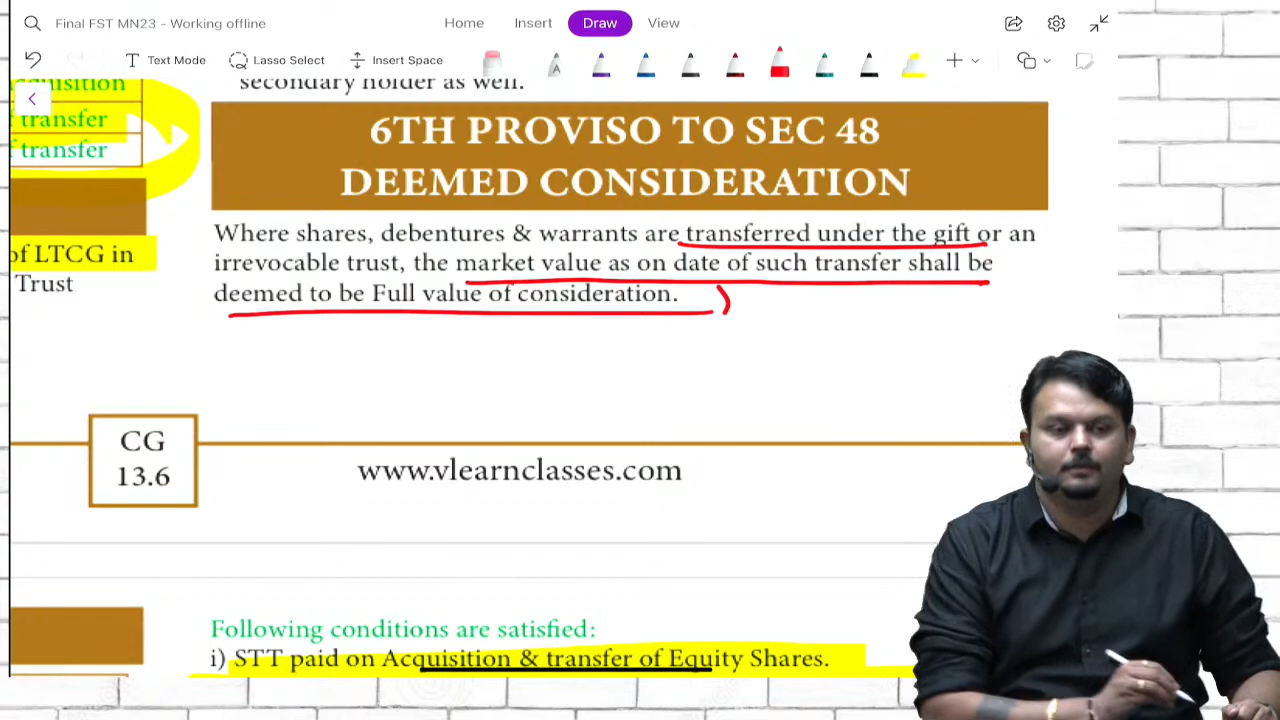 Final FST MN23 - Working offline
Home
Insert
Draw
View
Text Mode
Lasso Select
Insert Space
f transfer
f transfer
of LTCG in
Trust
secondary holder as well.
6TH PROVISO TO SEC 48
DEEMED CONSIDERATION
Where shares, debentures & warrants are transferred under the gift or an
irrevocable trust, the market value as on date of such transfer shall be
deemed to be Full value of consideration.
CG
13.6
www.vlearnclasses.com
Following conditions are satisfied:
i) STT paid on Acquisition & transfer of Equity Shares.